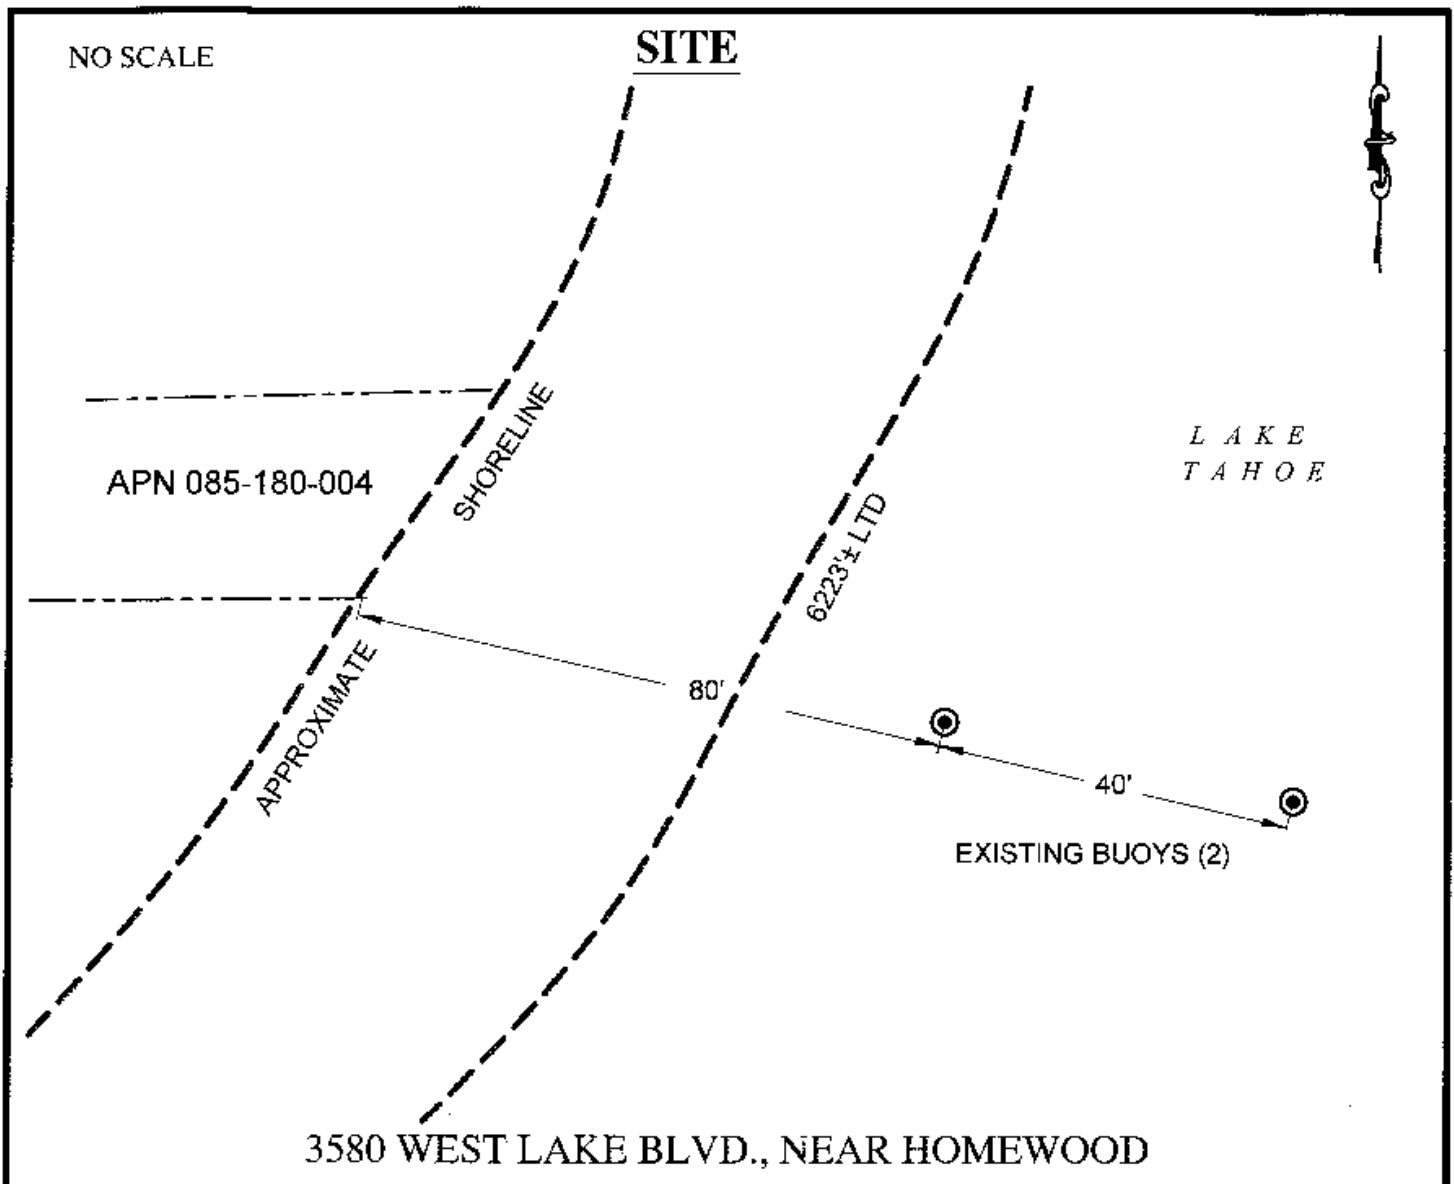 NO SCALE
SITE
LAKE
TAHOE
APN 085-180-004
SHORELINE
6223'± LTD
APPROXIMATE
80'
40'
EXISTING BUOYS (2)
3580 WEST LAKE BLVD., NEAR HOMEWOOD